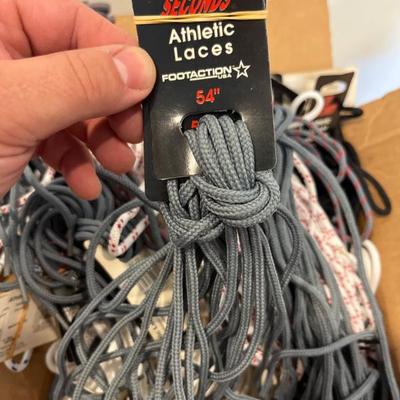 SECONDS
Athletic
Laces
FOOTACTION
USA
54"